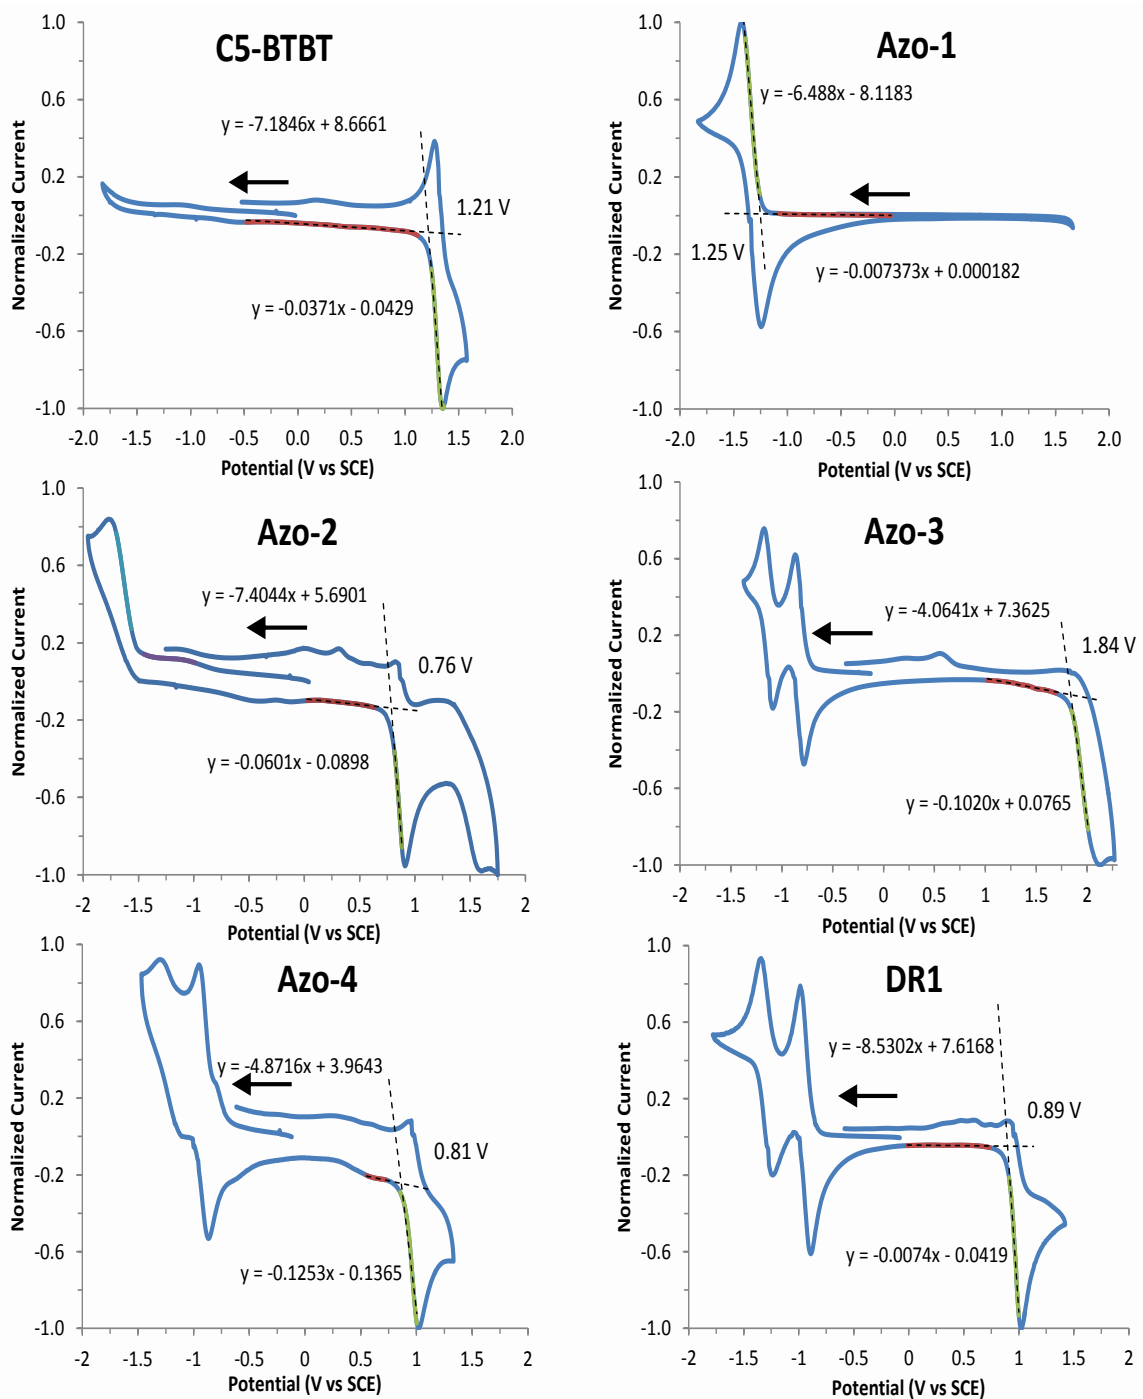 C5-BTBT
y = -7.1846x + 8.6661
1.21 V
y = -0.0371x - 0.0429
Normalized Current
1.0
0.6
0.2
-0.2
-0.6
-1.0
-2.0 -1.5 -1.0 -0.5 0.0 0.5 1.0 1.5 2.0
Potential (V vs SCE)
Azo-1
y = -6.488x - 8.1183
1.25 V
y = -0.007373x + 0.000182
Normalized Current
1.0
0.6
0.2
-0.2
-0.6
-1.0
-2.0 -1.5 -1.0 -0.5 0.0 0.5 1.0 1.5 2.0
Potential (V vs SCE)
Azo-2
y = -7.4044x + 5.6901
0.76 V
y = -0.0601x - 0.0898
Normalized Current
1.0
0.6
0.2
-0.2
-0.6
-1.0
-2 -1.5 -1 -0.5 0 0.5 1 1.5 2
Potential (V vs SCE)
Azo-3
y = -4.0641x + 7.3625
1.84 V
y = -0.1020x + 0.0765
Normalized Current
1.0
0.6
0.2
-0.2
-0.6
-1.0
-2 -1.5 -1 -0.5 0 0.5 1 1.5 2
Potential (V vs SCE)
Azo-4
y = -4.8716x + 3.9643
0.81 V
y = -0.1253x - 0.1365
Normalized Current
1.0
0.6
0.2
-0.2
-0.6
-1.0
-2 -1.5 -1 -0.5 0 0.5 1 1.5 2
Potential (V vs SCE)
DR1
y = -8.5302x + 7.6168
0.89 V
y = -0.0074x - 0.0419
Normalized Current
1.0
0.6
0.2
-0.2
-0.6
-1.0
-2 -1.5 -1 -0.5 0 0.5 1 1.5 2
Potential (V vs SCE)